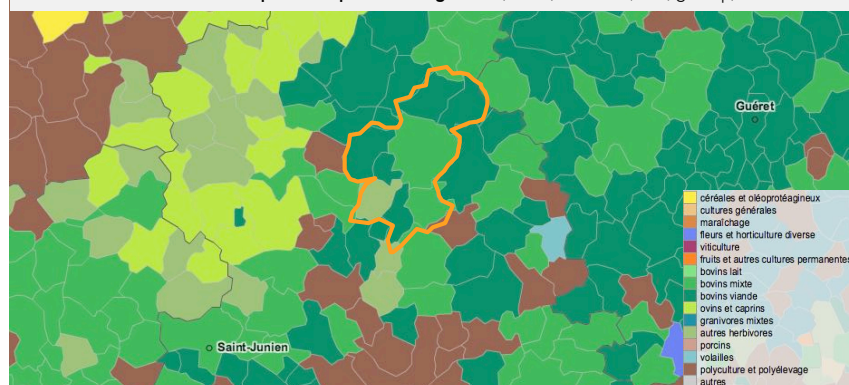 Guéret
Saint-Junien
céréales et oléoprotéagineux
cultures générales
maraîchage
fleurs et horticulture diverse
viticulture
fruits et autres cultures permanentes
bovins lait
bovins mixte
bovins viande
ovins et caprins
granivores mixtes
autres herbivores
porcins
volailles
polyculture et polyélevage
autres